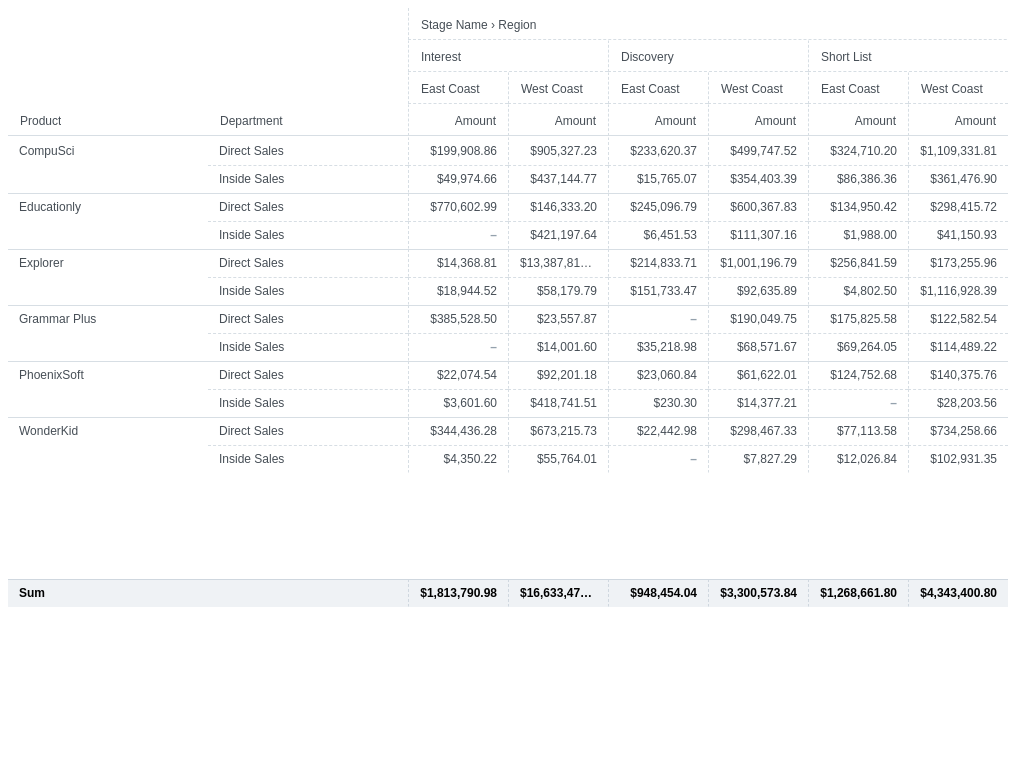 Stage Name › Region
Interest Discovery Short List
East Coast West Coast East Coast West Coast East Coast West Coast
Product Department Amount Amount Amount Amount Amount Amount
CompuSci Direct Sales $199,908.86 $905,327.23 $233,620.37 $499,747.52 $324,710.20 $1,109,331.81
Inside Sales $49,974.66 $437,144.77 $15,765.07 $354,403.39 $86,386.36 $361,476.90
Educationly Direct Sales $770,602.99 $146,333.20 $245,096.79 $600,367.83 $134,950.42 $298,415.72
Inside Sales – $421,197.64 $6,451.53 $111,307.16 $1,988.00 $41,150.93
Explorer Direct Sales $14,368.81 $13,387,81… $214,833.71 $1,001,196.79 $256,841.59 $173,255.96
Inside Sales $18,944.52 $58,179.79 $151,733.47 $92,635.89 $4,802.50 $1,116,928.39
Grammar Plus Direct Sales $385,528.50 $23,557.87 – $190,049.75 $175,825.58 $122,582.54
Inside Sales – $14,001.60 $35,218.98 $68,571.67 $69,264.05 $114,489.22
PhoenixSoft Direct Sales $22,074.54 $92,201.18 $23,060.84 $61,622.01 $124,752.68 $140,375.76
Inside Sales $3,601.60 $418,741.51 $230.30 $14,377.21 – $28,203.56
WonderKid Direct Sales $344,436.28 $673,215.73 $22,442.98 $298,467.33 $77,113.58 $734,258.66
Inside Sales $4,350.22 $55,764.01 – $7,827.29 $12,026.84 $102,931.35
Sum $1,813,790.98 $16,633,47… $948,454.04 $3,300,573.84 $1,268,661.80 $4,343,400.80